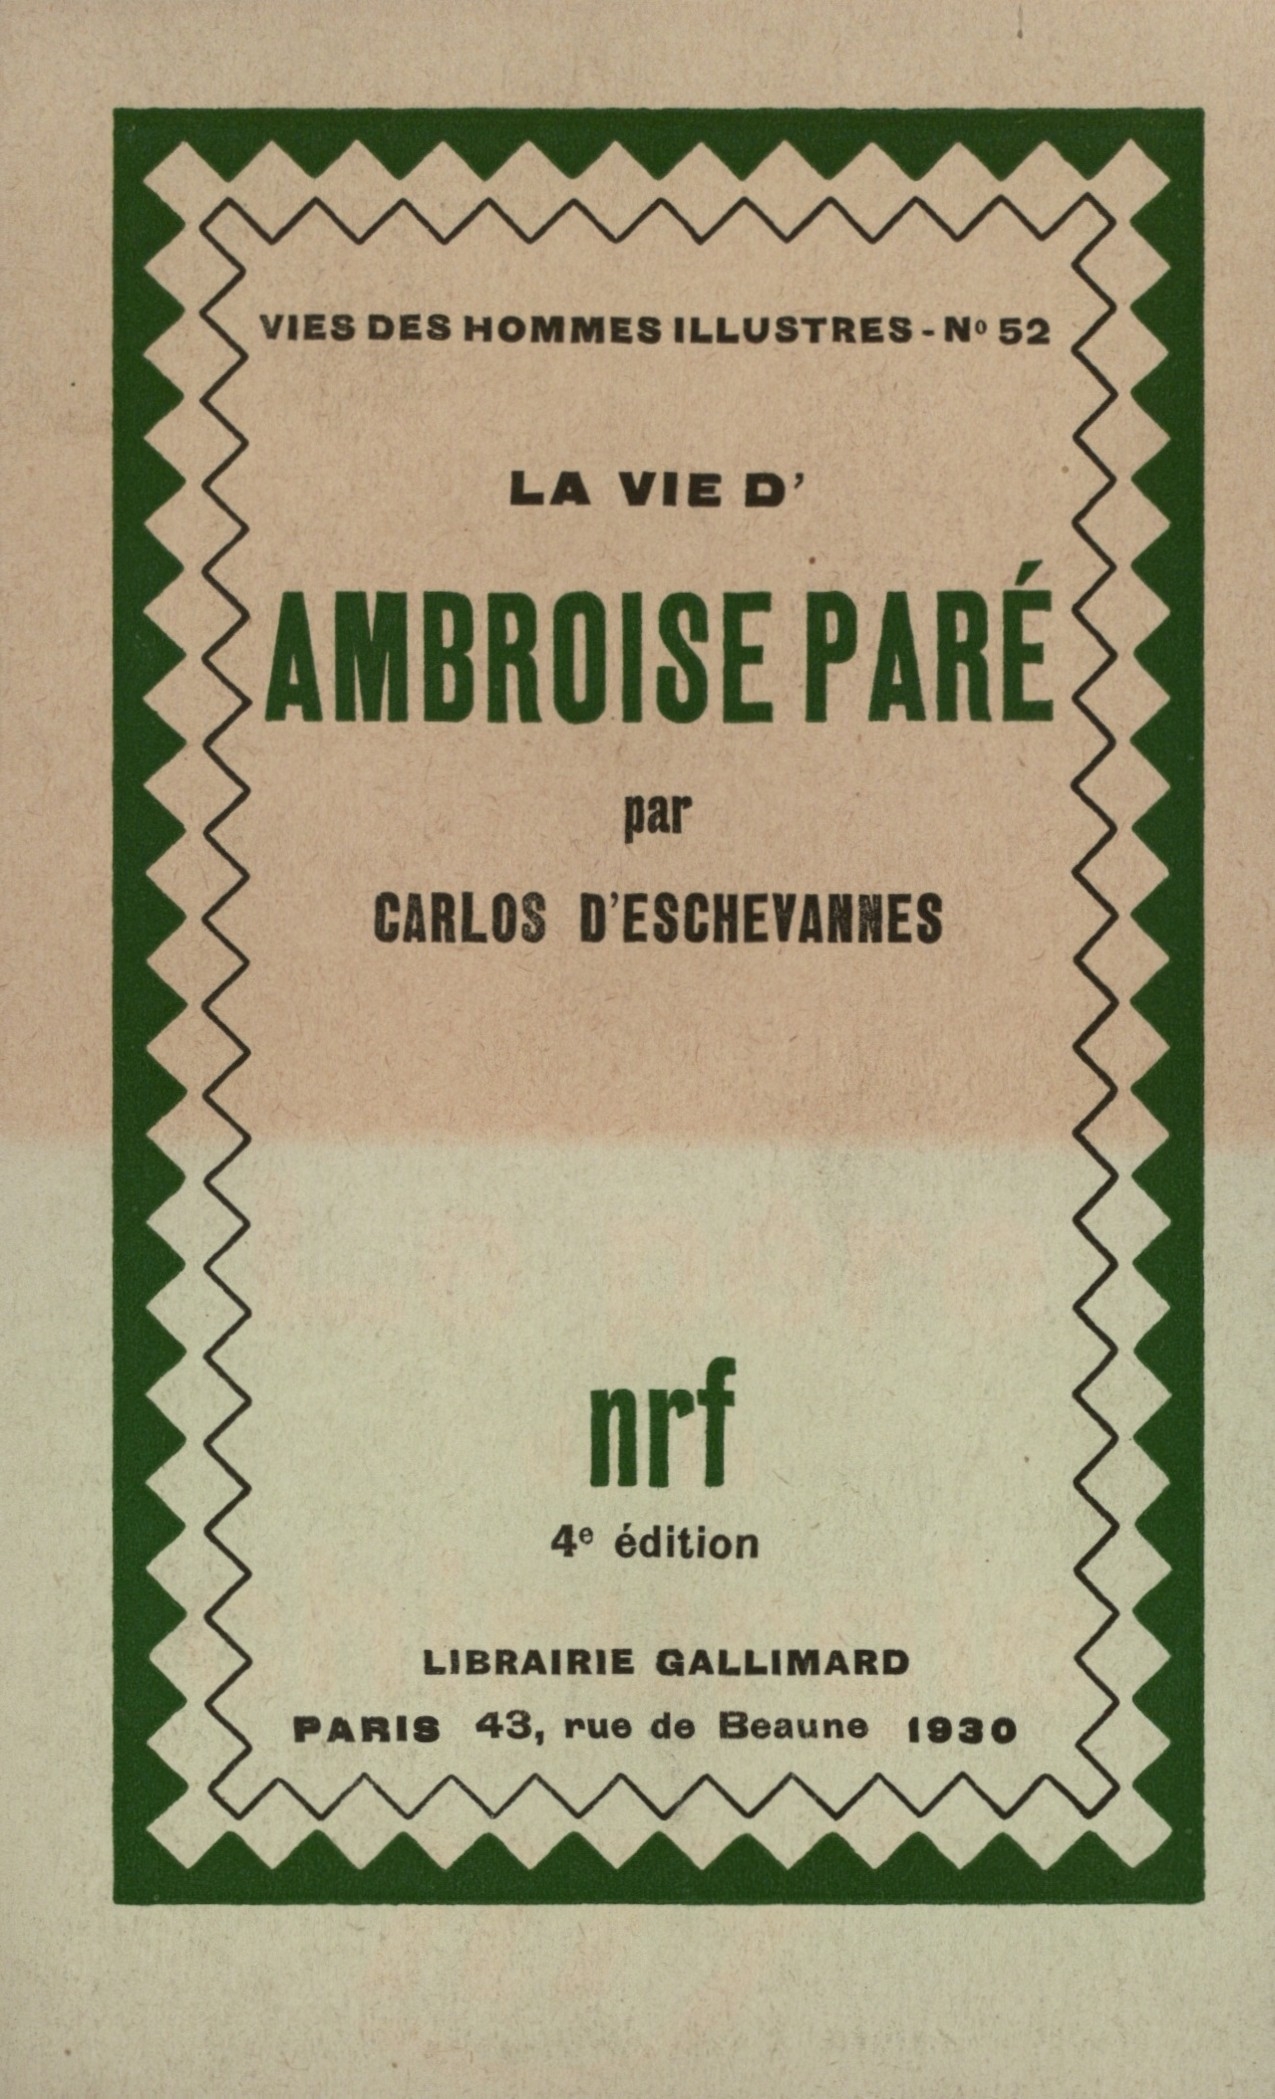 VIES DES HOMMES ILLUSTRES - Nº 52
LA VIE D'
AMBROISE PARÉ
par
CARLOS D'ESCHEVANNES
nrf
4e édition
LIBRAIRIE GALLIMARD
PARIS 43, rue de Beaune 1930